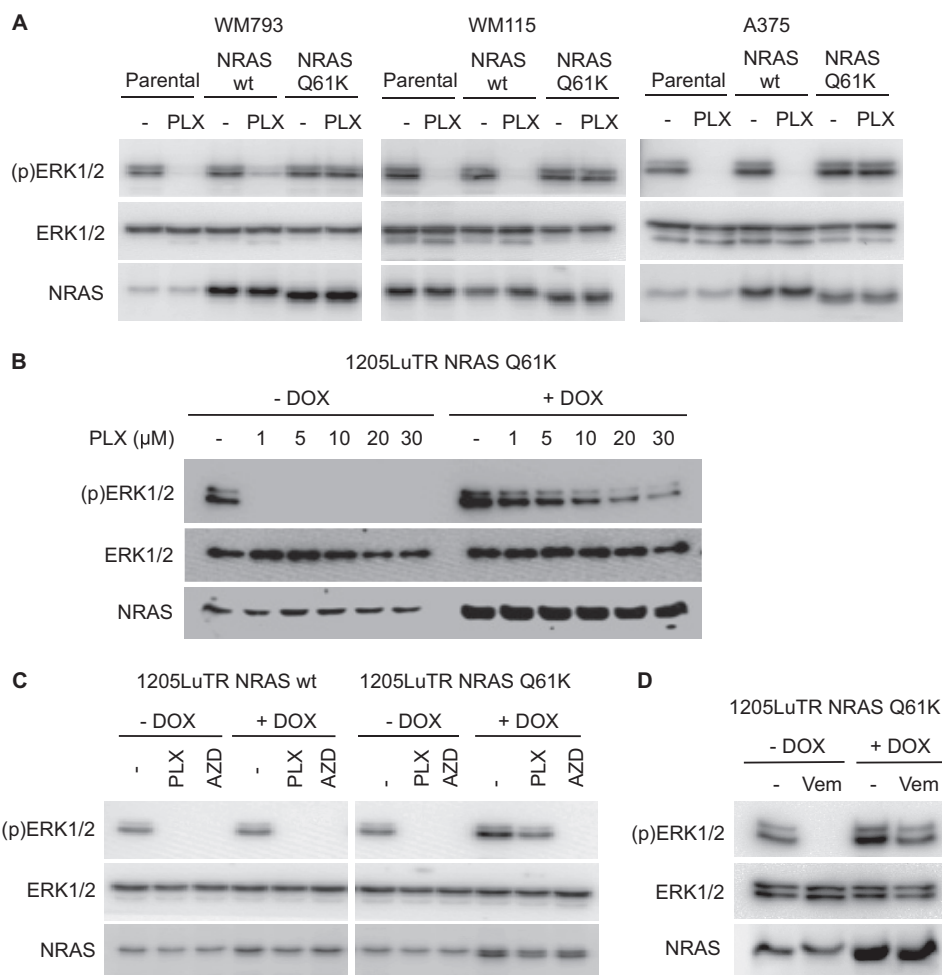 A
WM793 WM115 A375
Parental NRAS wt NRAS Q61K Parental NRAS wt NRAS Q61K Parental NRAS wt NRAS Q61K
- PLX - PLX - PLX - PLX - PLX - PLX - PLX - PLX - PLX
(p)ERK1/2
ERK1/2
NRAS
B
1205LuTR NRAS Q61K
- DOX + DOX
PLX (µM) - 1 5 10 20 30 - 1 5 10 20 30
(p)ERK1/2
ERK1/2
NRAS
C
1205LuTR NRAS wt 1205LuTR NRAS Q61K
- DOX + DOX - DOX + DOX
- PLX AZD - PLX AZD - PLX AZD - PLX AZD
(p)ERK1/2
ERK1/2
NRAS
D
1205LuTR NRAS Q61K
- DOX + DOX
- Vem - Vem
(p)ERK1/2
ERK1/2
NRAS